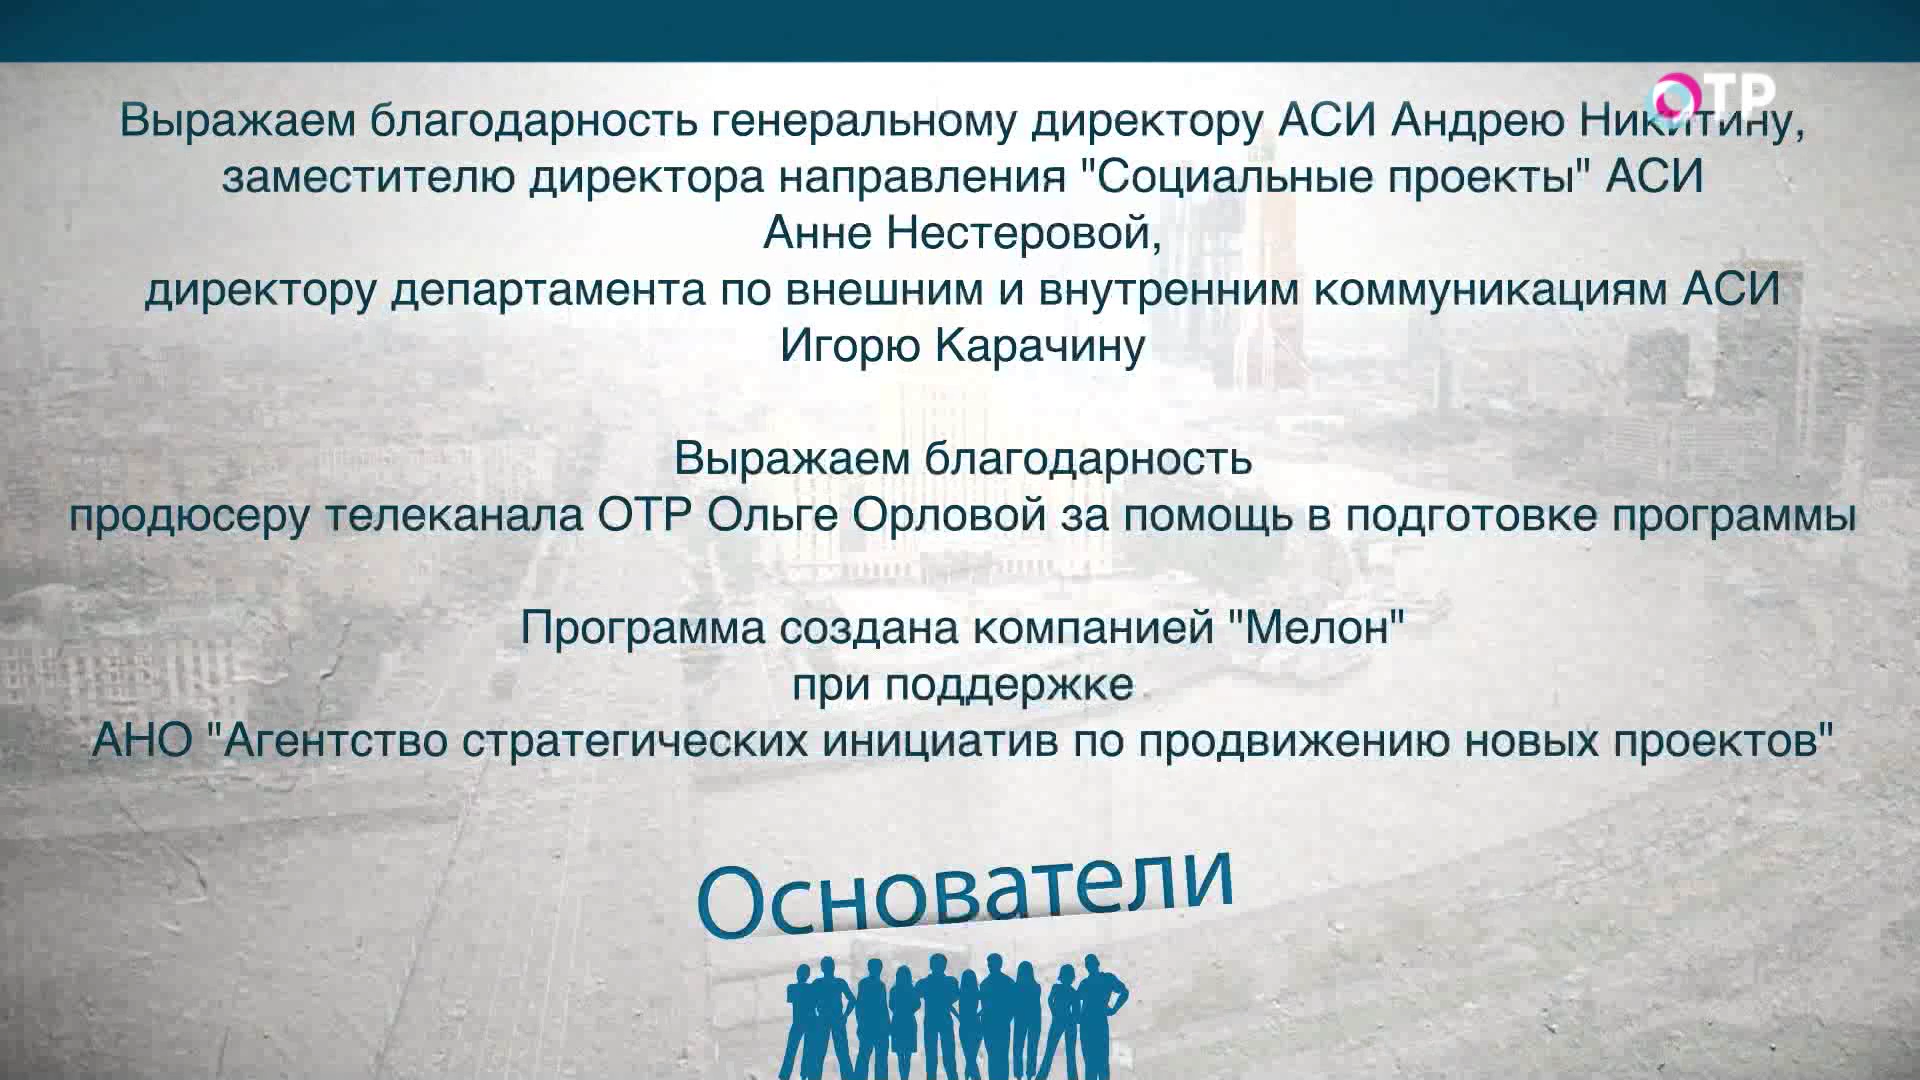 ОТР
Выражаем благодарность генеральному директору АСИ Андрею Никитину,
заместителю директора направления "Социальные проекты" АСИ
Анне Нестеровой,
директору департамента по внешним и внутренним коммуникациям АСИ
Игорю Карачину
Выражаем благодарность
продюсеру телеканала ОТР Ольге Орловой за помощь в подготовке программы
Программа создана компанией "Мелон"
при поддержке
АНО "Агентство стратегических инициатив по продвижению новых проектов"
Основатели